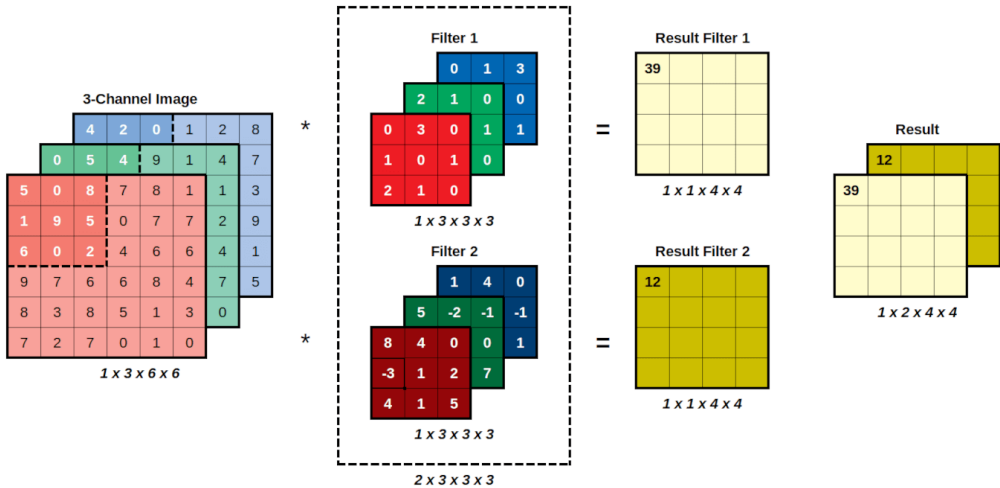 3-Channel Image
4 2 0 1 2 8
0 5 4 9 1 4 7
5 0 8 7 8 1 1 3
1 9 5 0 7 7 2 9
6 0 2 4 6 6 4 1
9 7 6 6 8 4 7 5
8 3 8 5 1 3 0
7 2 7 0 1 0
1 x 3 x 6 x 6
*
Filter 1
0 1 3
2 1 0 0
0 3 0 1 1
1 0 1 0
2 1 0
1 x 3 x 3 x 3
=
Result Filter 1
39
1 x 1 x 4 x 4
*
Filter 2
1 4 0
5 -2 -1 -1
8 4 0 0 1
-3 1 2 7
4 1 5
1 x 3 x 3 x 3
2 x 3 x 3 x 3
=
Result Filter 2
12
1 x 1 x 4 x 4
Result
12
39
1 x 2 x 4 x 4